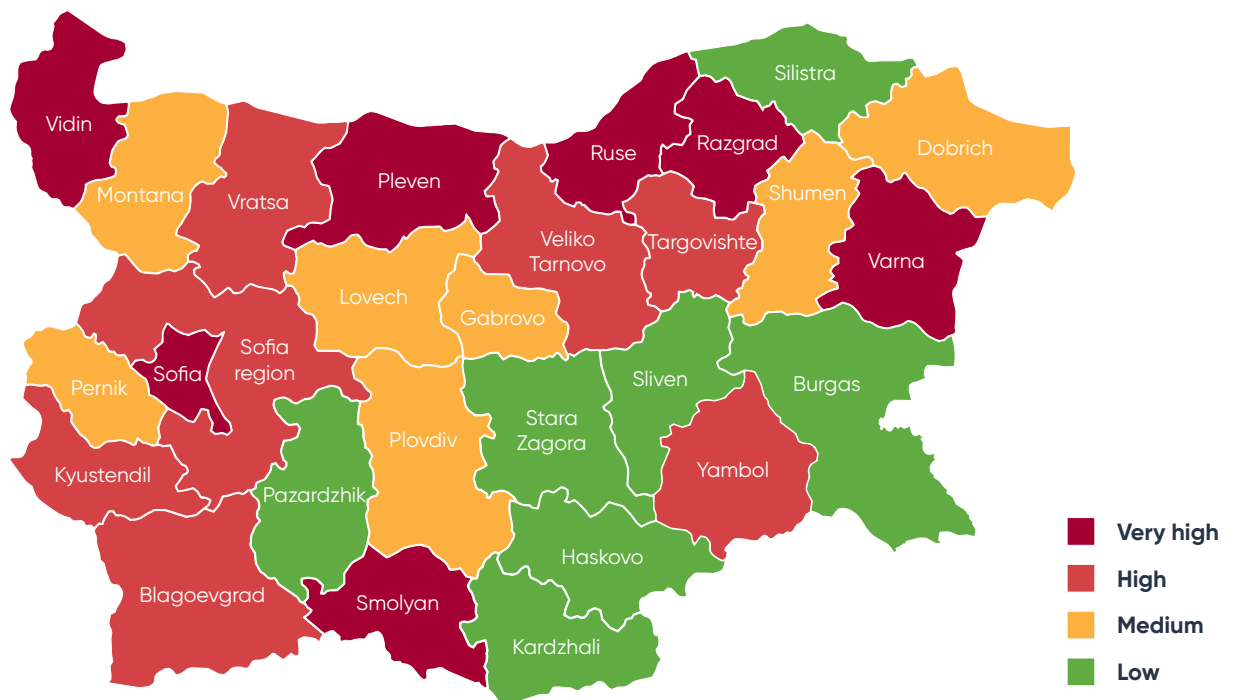 Silistra
Vidin
Razgrad
Dobrich
Ruse
Pleven
Montana
Shumen
Vratsa
Veliko
Tarnovo
Targovishte
Varna
Lovech
Gabrovo
Sofia
region
Sofia
Sliven
Burgas
Pernik
Stara
Zagora
Plovdiv
Yambol
Kyustendil
Pazardzhik
Haskovo
Blagoevgrad
Smolyan
Kardzhali
Very high
High
Medium
Low